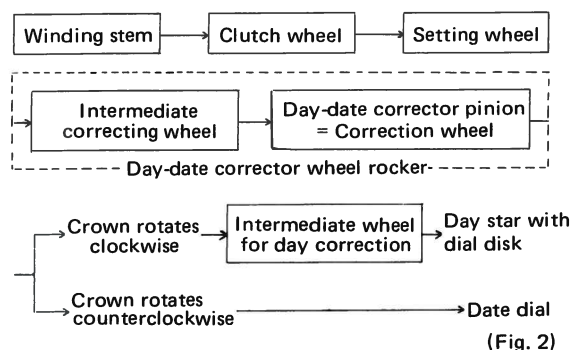 Winding stem
Clutch wheel
Setting wheel
Intermediate
correcting wheel
Day-date corrector pinion
= Correction wheel
Day-date corrector wheel rocker
Crown rotates
clockwise
Intermediate wheel
for day correction
Day star with
dial disk
Crown rotates
counterclockwise
Date dial
(Fig. 2)